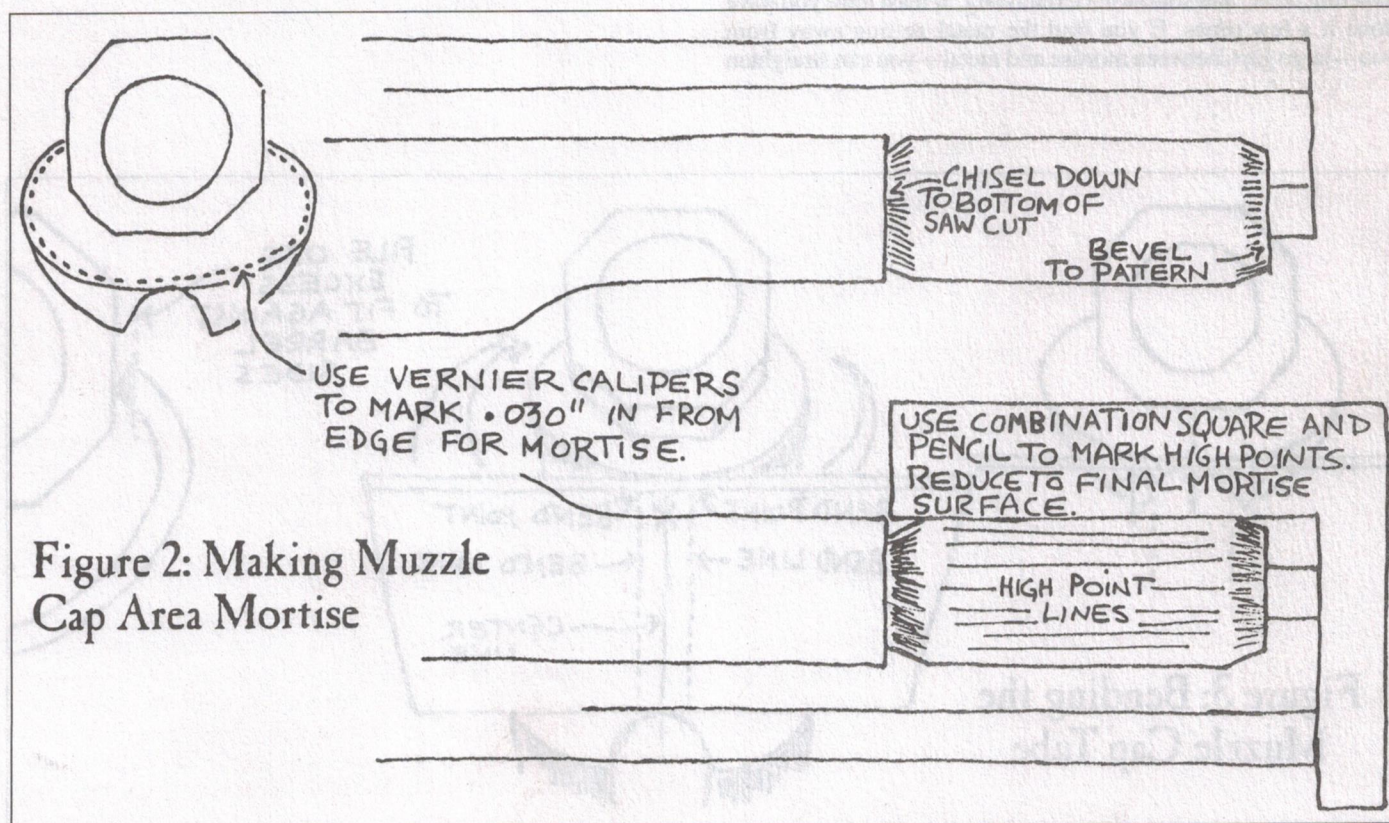 CHISEL DOWN
TO BOTTOM OF
SAW CUT
BEVEL
TO PATTERN
USE VERNIER CALIPERS
TO MARK .030" IN FROM
EDGE FOR MORTISE.
USE COMBINATION SQUARE AND
PENCIL TO MARK HIGH POINTS.
REDUCE TO FINAL MORTISE
SURFACE.
HIGH POINT
LINES
Figure 2: Making Muzzle
Cap Area Mortise